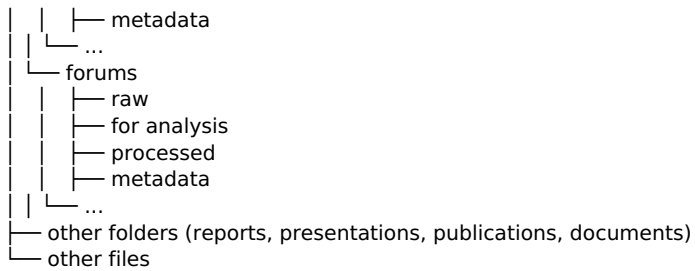 │   │   ├── metadata
│ │ └── ...
│ └── forums
│   │   ├── raw
│   │   ├── for analysis
│   │   ├── processed
│   │   ├── metadata
│ │ └── ...
├── other folders (reports, presentations, publications, documents)
└── other files